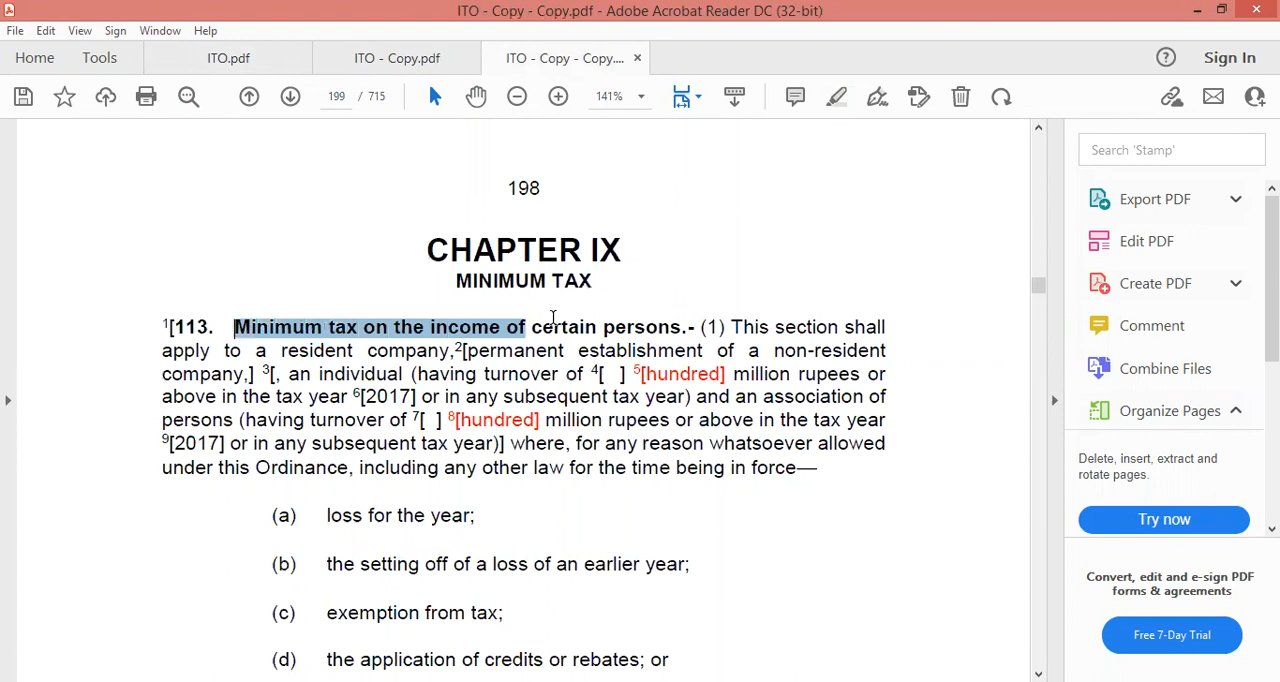 ITO - Copy - Copy.pdf - Adobe Acrobat Reader DC (32-bit)
File Edit View Sign Window Help
Home Tools ITO.pdf ITO - Copy.pdf ITO - Copy - Copy.... × Sign In
199 / 715 141%
198
CHAPTER IX
MINIMUM TAX
1[113. Minimum tax on the income of certain persons.- (1) This section shall
apply to a resident company,2[permanent establishment of a non-resident
company,] 3[, an individual (having turnover of 4[ ] 5[hundred] million rupees or
above in the tax year 6[2017] or in any subsequent tax year) and an association of
persons (having turnover of 7[ ] 8[hundred] million rupees or above in the tax year
9[2017] or in any subsequent tax year)] where, for any reason whatsoever allowed
under this Ordinance, including any other law for the time being in force—
(a) loss for the year;
(b) the setting off of a loss of an earlier year;
(c) exemption from tax;
(d) the application of credits or rebates; or
Search 'Stamp'
Export PDF
Edit PDF
Create PDF
Comment
Combine Files
Organize Pages
Delete, insert, extract and
rotate pages.
Try now
Convert, edit and e-sign PDF
forms & agreements
Free 7-Day Trial